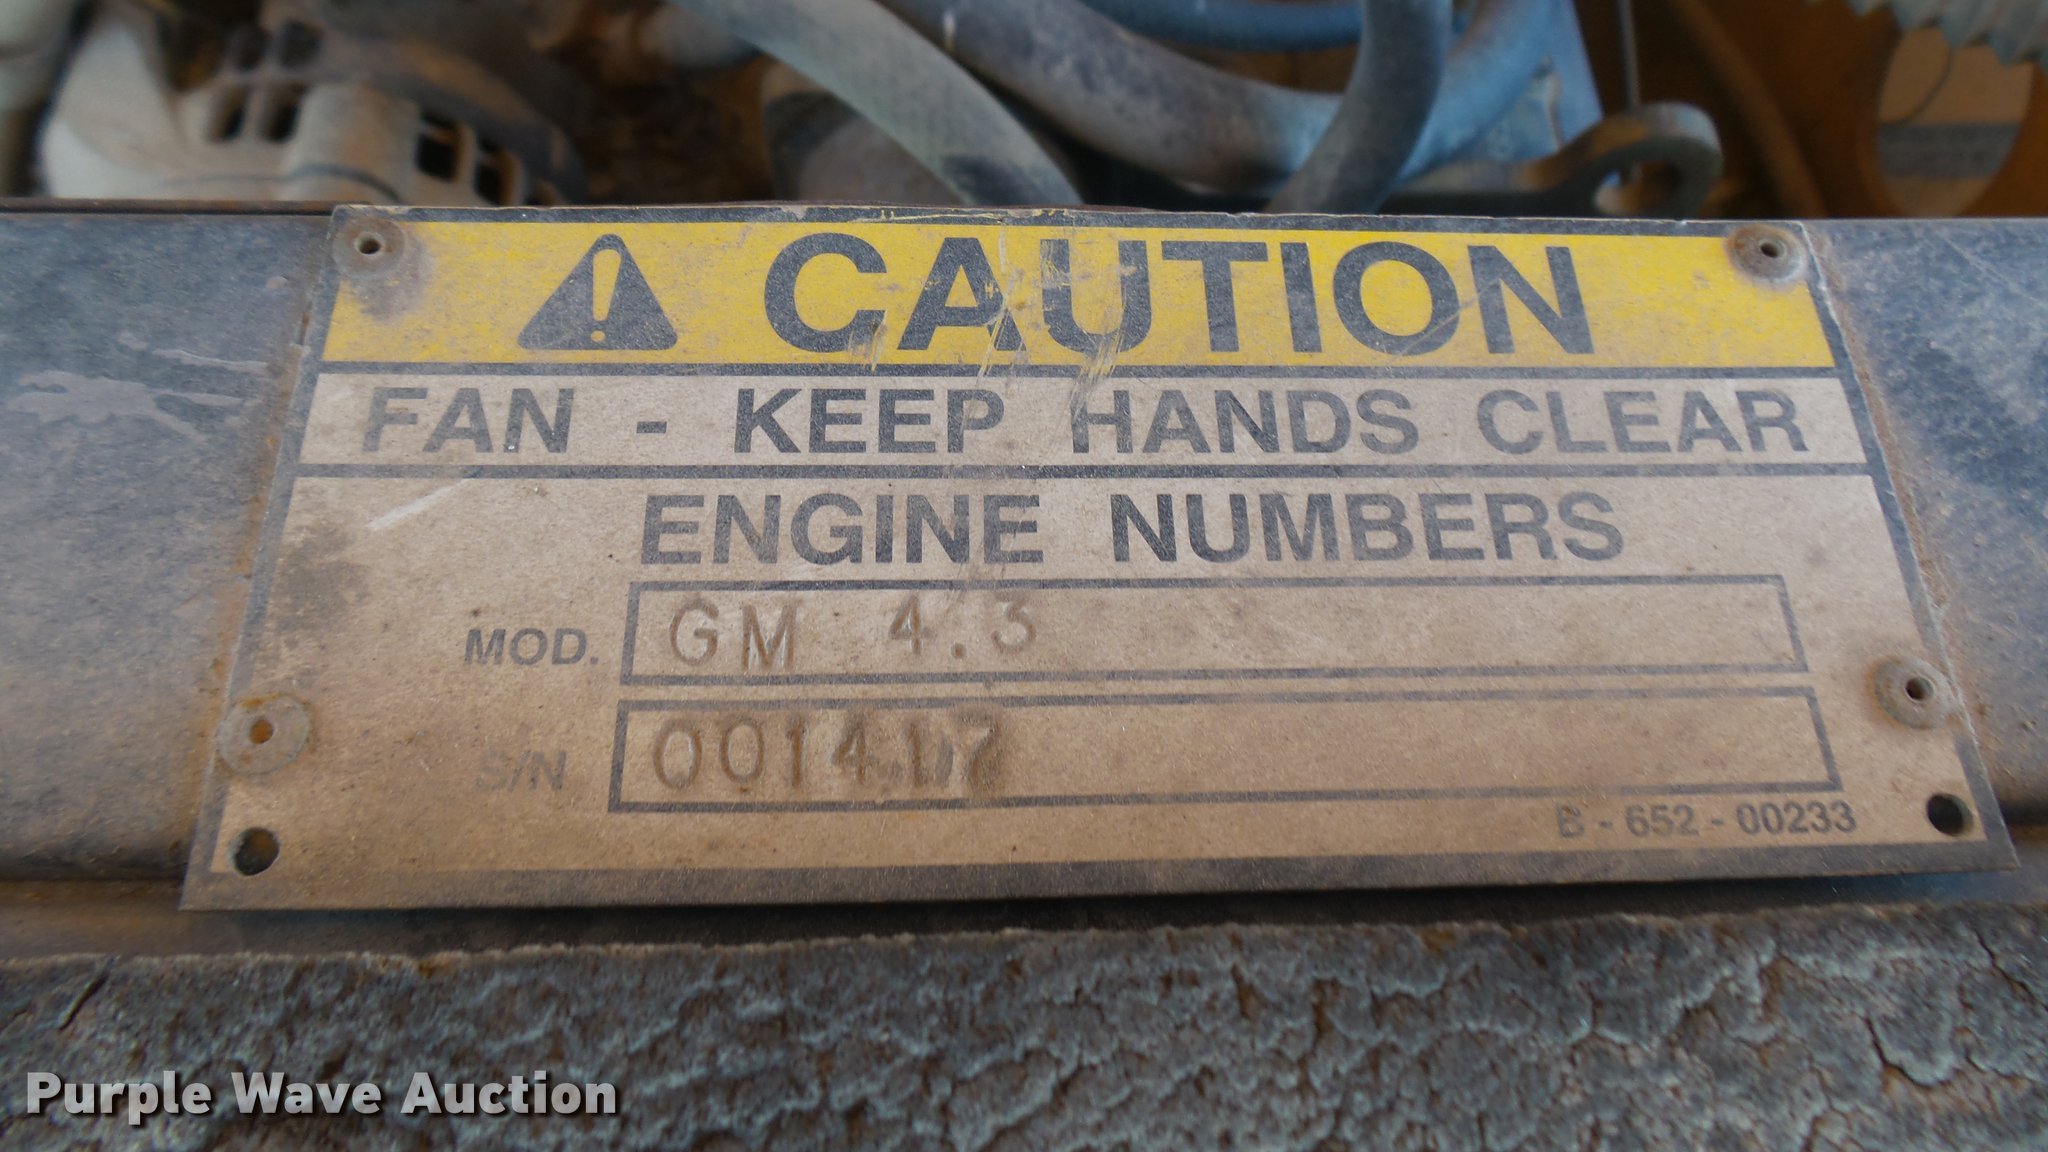 CAUTION
FAN - KEEP HANDS CLEAR
ENGINE NUMBERS
MOD. GM 4.3
S/N 001417
B - 652 - 00233
Purple Wave Auction